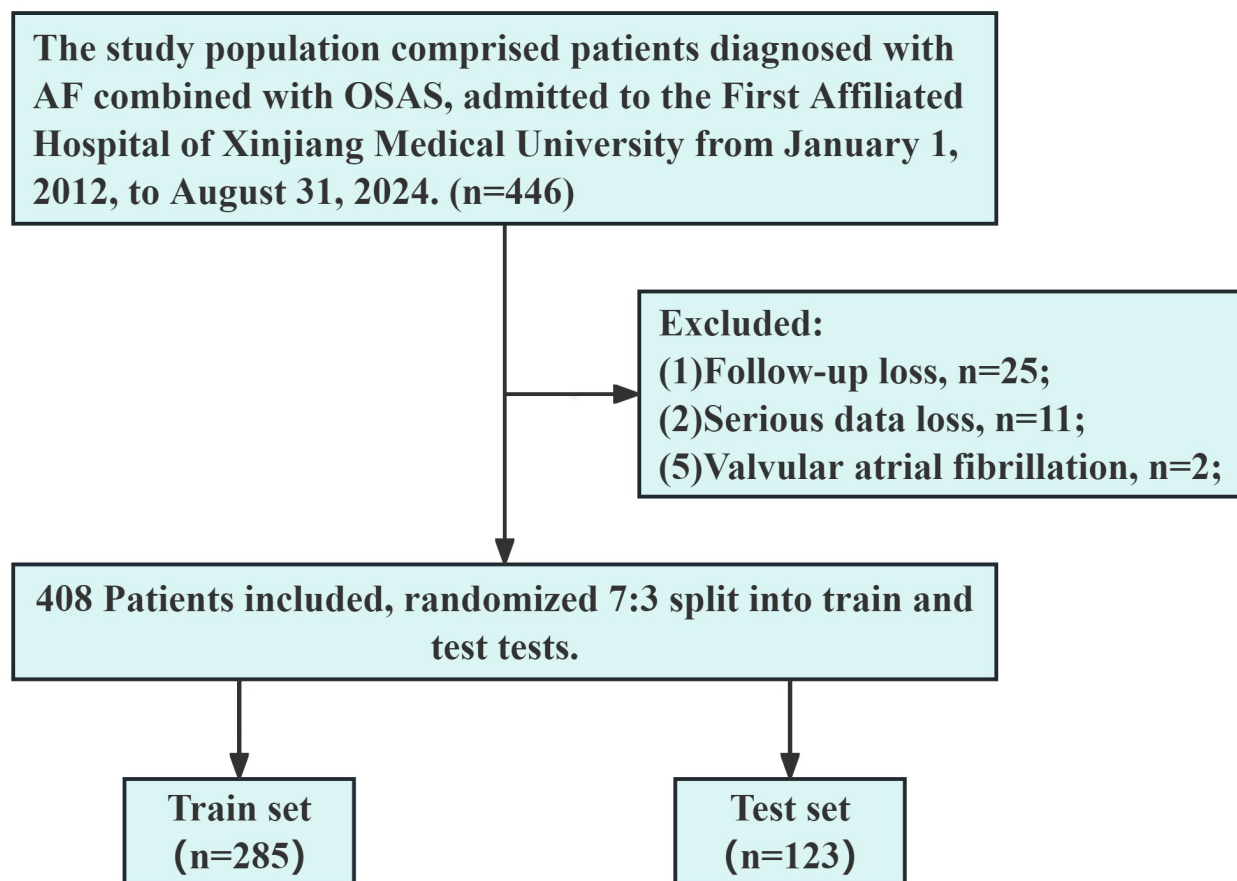 The study population comprised patients diagnosed with
AF combined with OSAS, admitted to the First Affiliated
Hospital of Xinjiang Medical University from January 1,
2012, to August 31, 2024. (n=446)
Excluded:
(1)Follow-up loss, n=25;
(2)Serious data loss, n=11;
(5)Valvular atrial fibrillation, n=2;
408 Patients included, randomized 7:3 split into train and
test tests.
Train set
(n=285)
Test set
(n=123)